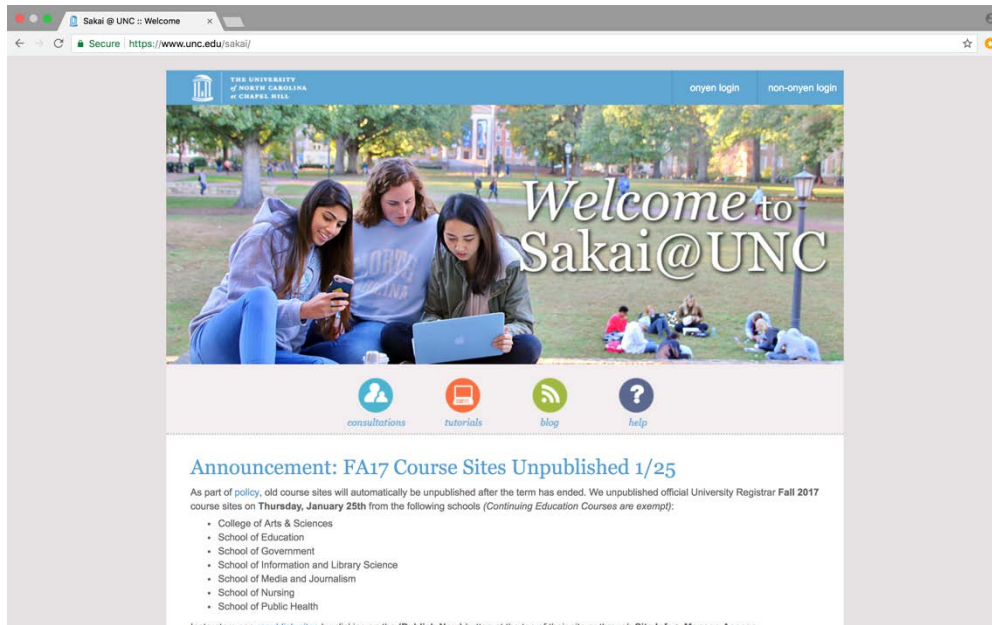 Sakai @ UNC :: Welcome
Secure https://www.unc.edu/sakai/
THE UNIVERSITY
of NORTH CAROLINA
at CHAPEL HILL
onyen login non-onyen login
Welcome to
Sakai@UNC
consultations tutorials blog help
Announcement: FA17 Course Sites Unpublished 1/25
As part of policy, old course sites will automatically be unpublished after the term has ended. We unpublished official University Registrar Fall 2017
course sites on Thursday, January 25th from the following schools (Continuing Education Courses are exempt):
• College of Arts & Sciences
• School of Education
• School of Government
• School of Information and Library Science
• School of Media and Journalism
• School of Nursing
• School of Public Health